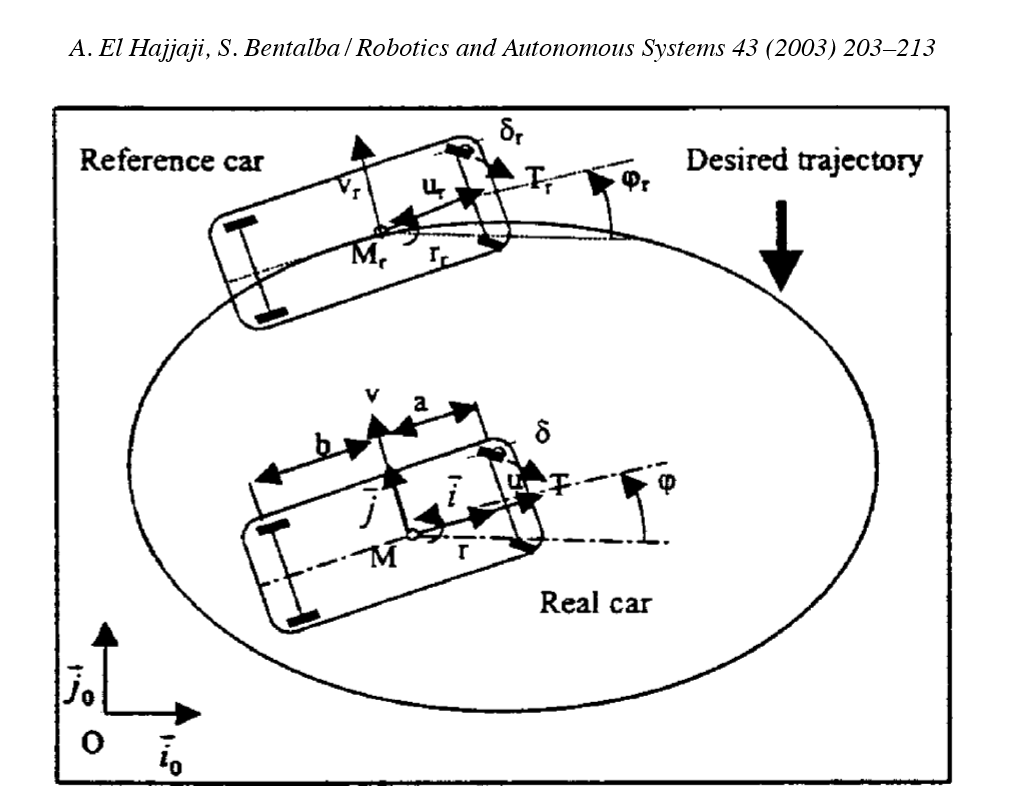 A. El Hajjaji, S. Bentalba / Robotics and Autonomous Systems 43 (2003) 203–213
δr
Reference car
Desired trajectory
vr
ur
Tr
φr
Mr
rr
v
a
b
δ
j
i
u
T
φ
M
r
Real car
j0
O
i0